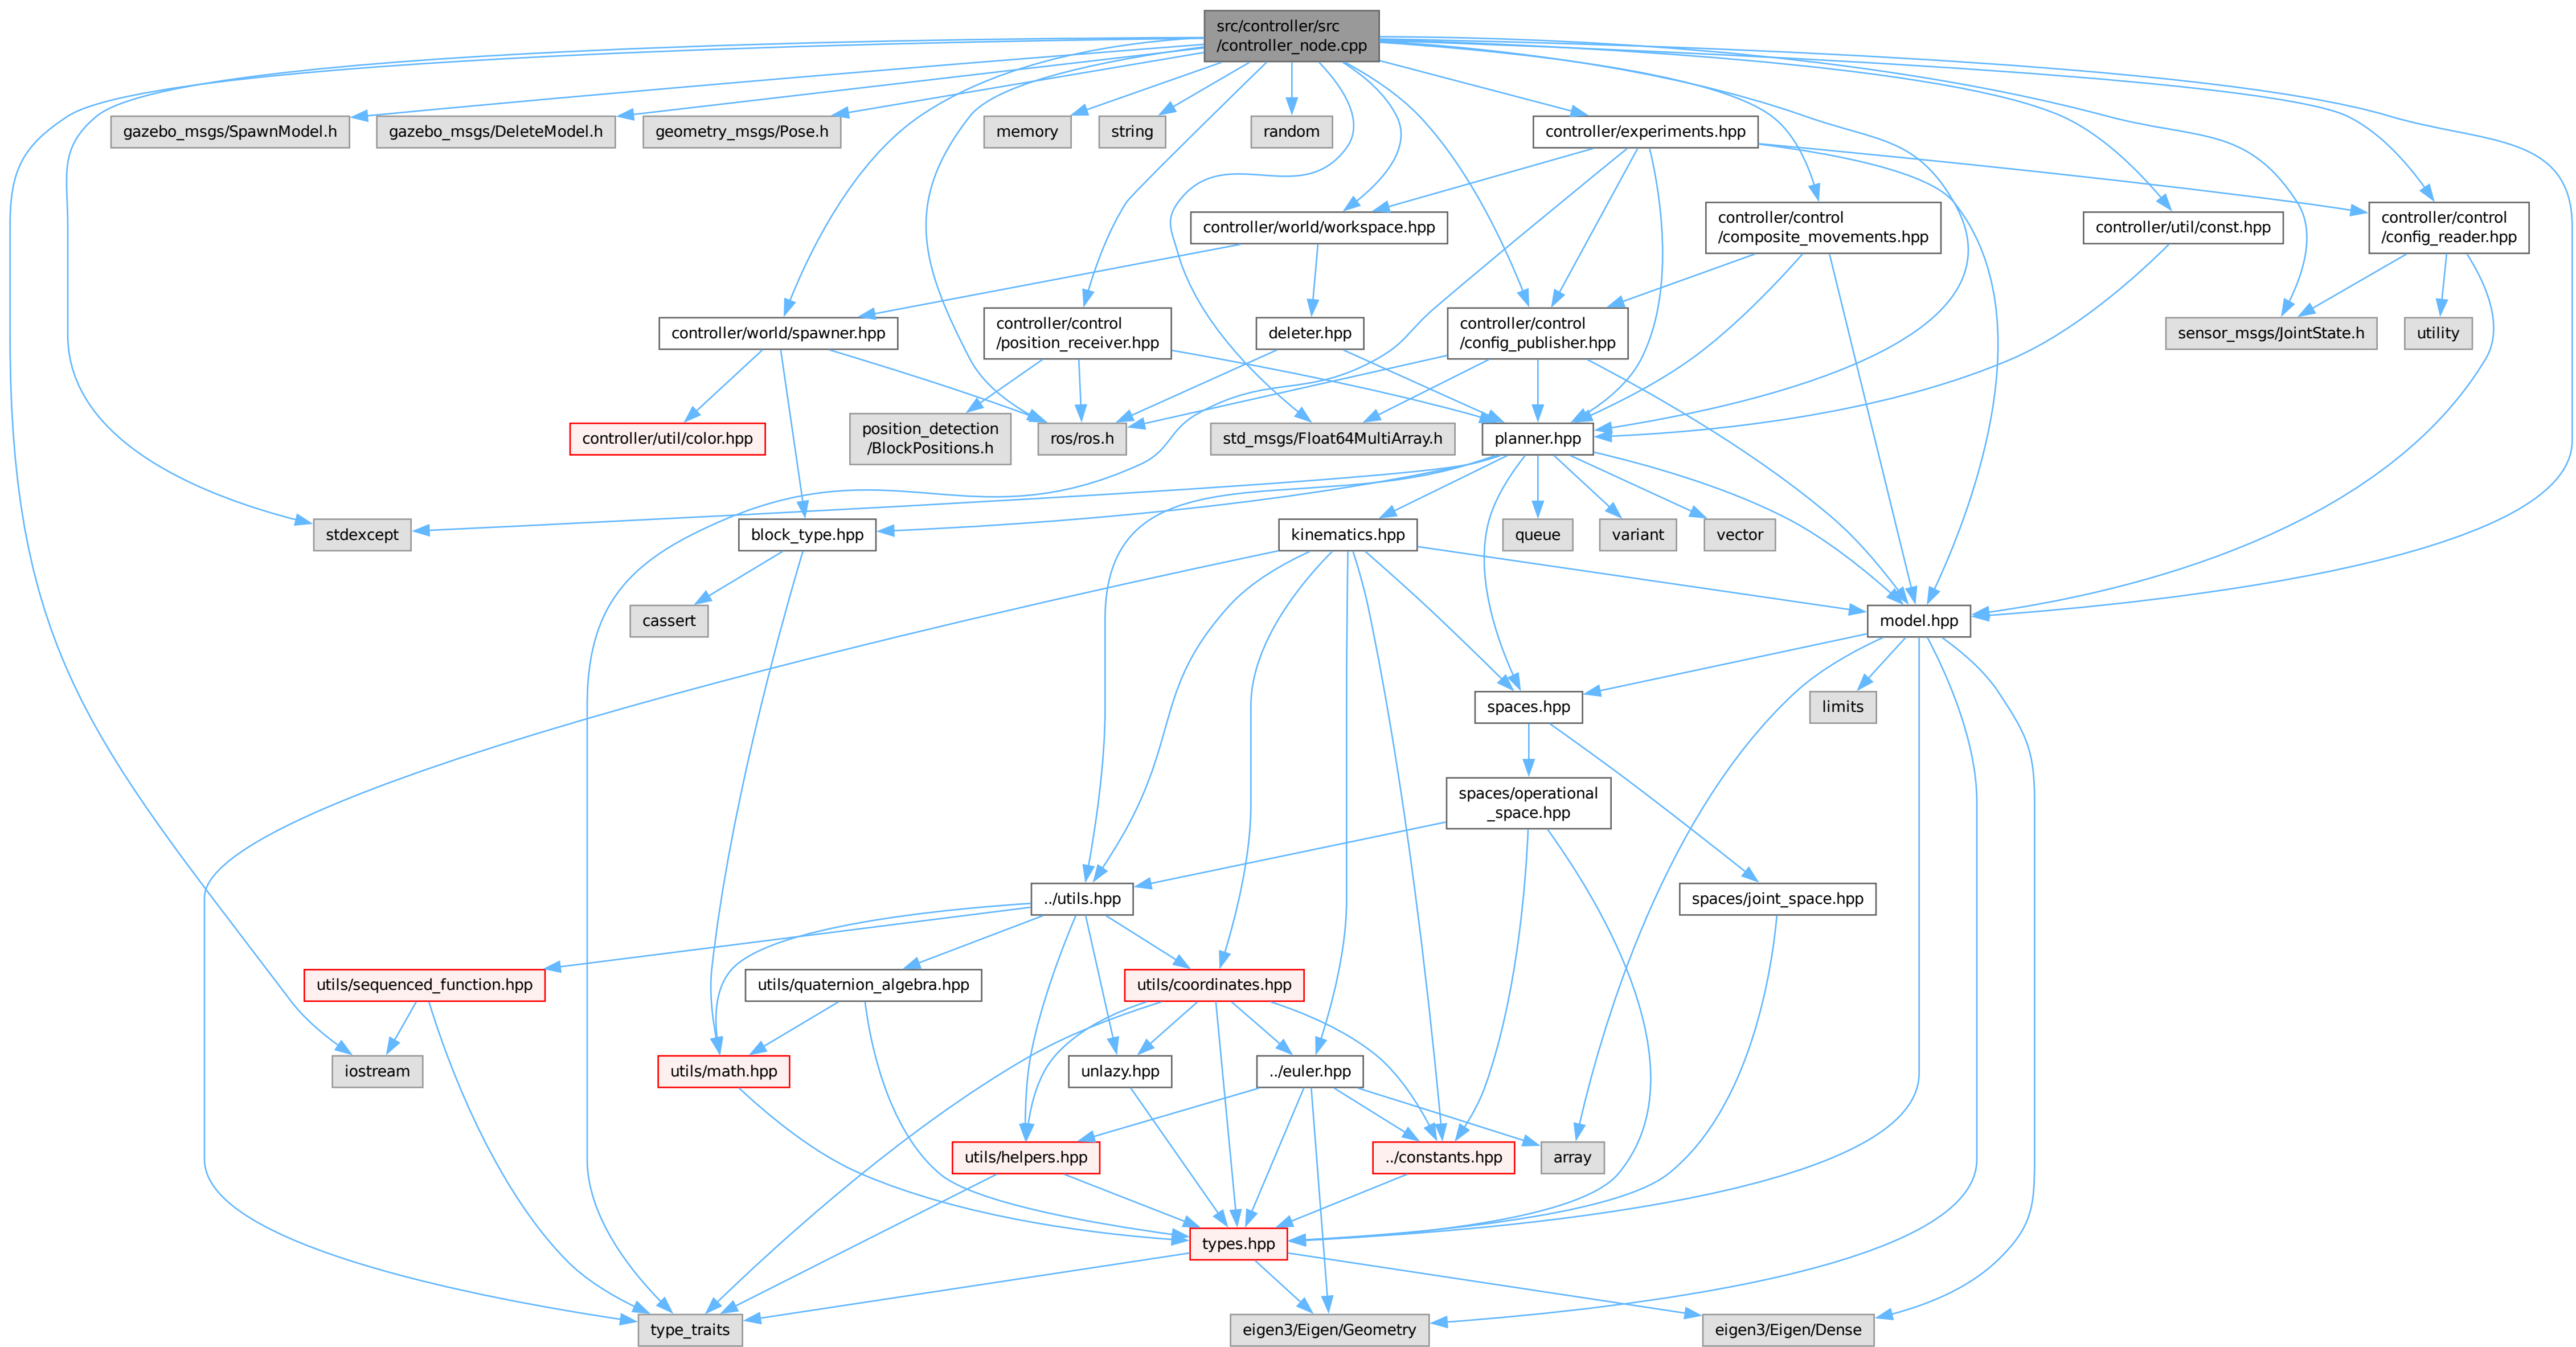 src/controller/src
/controller_node.cpp
gazebo_msgs/SpawnModel.h
gazebo_msgs/DeleteModel.h
geometry_msgs/Pose.h
memory
string
random
controller/experiments.hpp
controller/world/workspace.hpp
controller/control
/composite_movements.hpp
controller/util/const.hpp
controller/control
/config_reader.hpp
controller/world/spawner.hpp
controller/control
/position_receiver.hpp
deleter.hpp
controller/control
/config_publisher.hpp
sensor_msgs/JointState.h
utility
controller/util/color.hpp
position_detection
/BlockPositions.h
ros/ros.h
std_msgs/Float64MultiArray.h
planner.hpp
stdexcept
block_type.hpp
kinematics.hpp
queue
variant
vector
cassert
model.hpp
spaces.hpp
limits
spaces/operational
_space.hpp
../utils.hpp
spaces/joint_space.hpp
utils/sequenced_function.hpp
utils/quaternion_algebra.hpp
utils/coordinates.hpp
iostream
utils/math.hpp
unlazy.hpp
../euler.hpp
utils/helpers.hpp
../constants.hpp
array
types.hpp
type_traits
eigen3/Eigen/Geometry
eigen3/Eigen/Dense